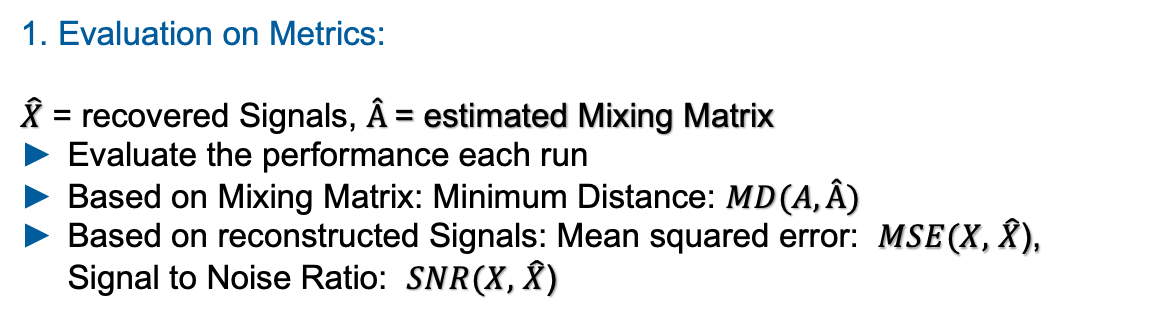 1. Evaluation on Metrics:
X̂ = recovered Signals, Â = estimated Mixing Matrix
▶ Evaluate the performance each run
▶ Based on Mixing Matrix: Minimum Distance: MD(A, Â)
▶ Based on reconstructed Signals: Mean squared error: MSE(X, X̂),
Signal to Noise Ratio: SNR(X, X̂)